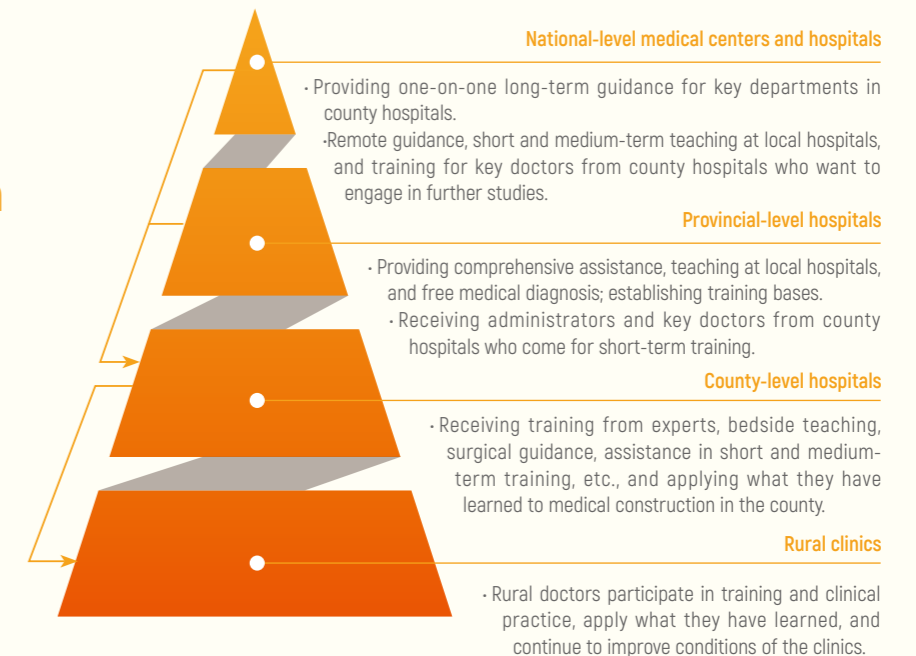 National-level medical centers and hospitals
· Providing one-on-one long-term guidance for key departments in
county hospitals.
·Remote guidance, short and medium-term teaching at local hospitals,
and training for key doctors from county hospitals who want to
engage in further studies.
Provincial-level hospitals
· Providing comprehensive assistance, teaching at local hospitals,
and free medical diagnosis; establishing training bases.
· Receiving administrators and key doctors from county
hospitals who come for short-term training.
County-level hospitals
· Receiving training from experts, bedside teaching,
surgical guidance, assistance in short and medium-
term training, etc., and applying what they have
learned to medical construction in the county.
Rural clinics
· Rural doctors participate in training and clinical
practice, apply what they have learned, and
continue to improve conditions of the clinics.